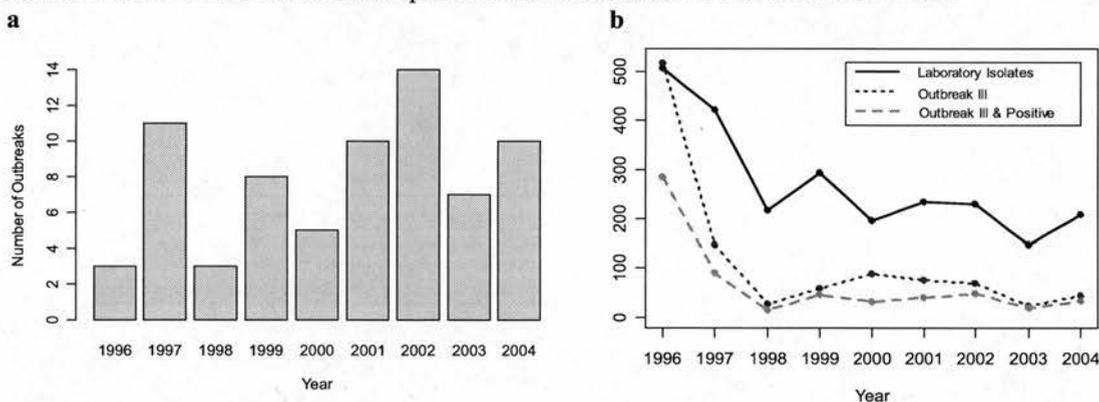 a
b
Number of Outbreaks
14
12
10
8
6
4
2
0
1996 1997 1998 1999 2000 2001 2002 2003 2004
Year
500
400
300
200
100
0
Laboratory Isolates
Outbreak Ill
Outbreak Ill & Positive
1996 1997 1998 1999 2000 2001 2002 2003 2004
Year